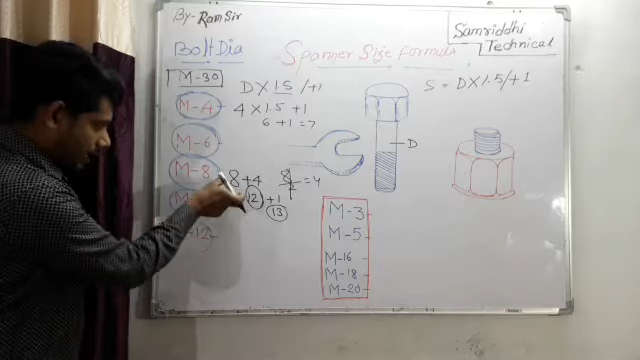 By- Ram Sir
Samriddhi
Technical
Bolt Dia
Spanner Size Formula
M-30
D X 1.5 /+1
S = D X 1.5/+1
M-4
4 X 1.5 +1
6 +1 = 7
M-6
D
M-8
8+4
8/2 = 4
12 +1
13
12
M-3
M-5
M-16
M-18
M-20